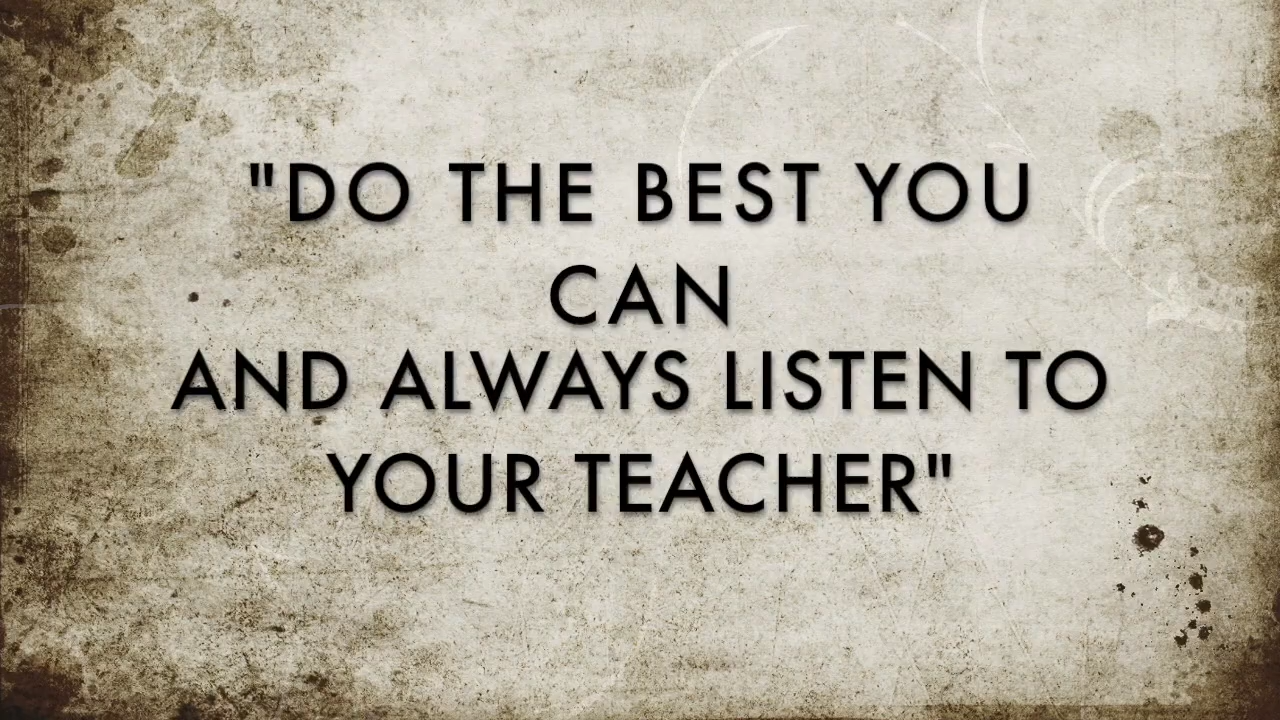 "DO THE BEST YOU
CAN
AND ALWAYS LISTEN TO
YOUR TEACHER"